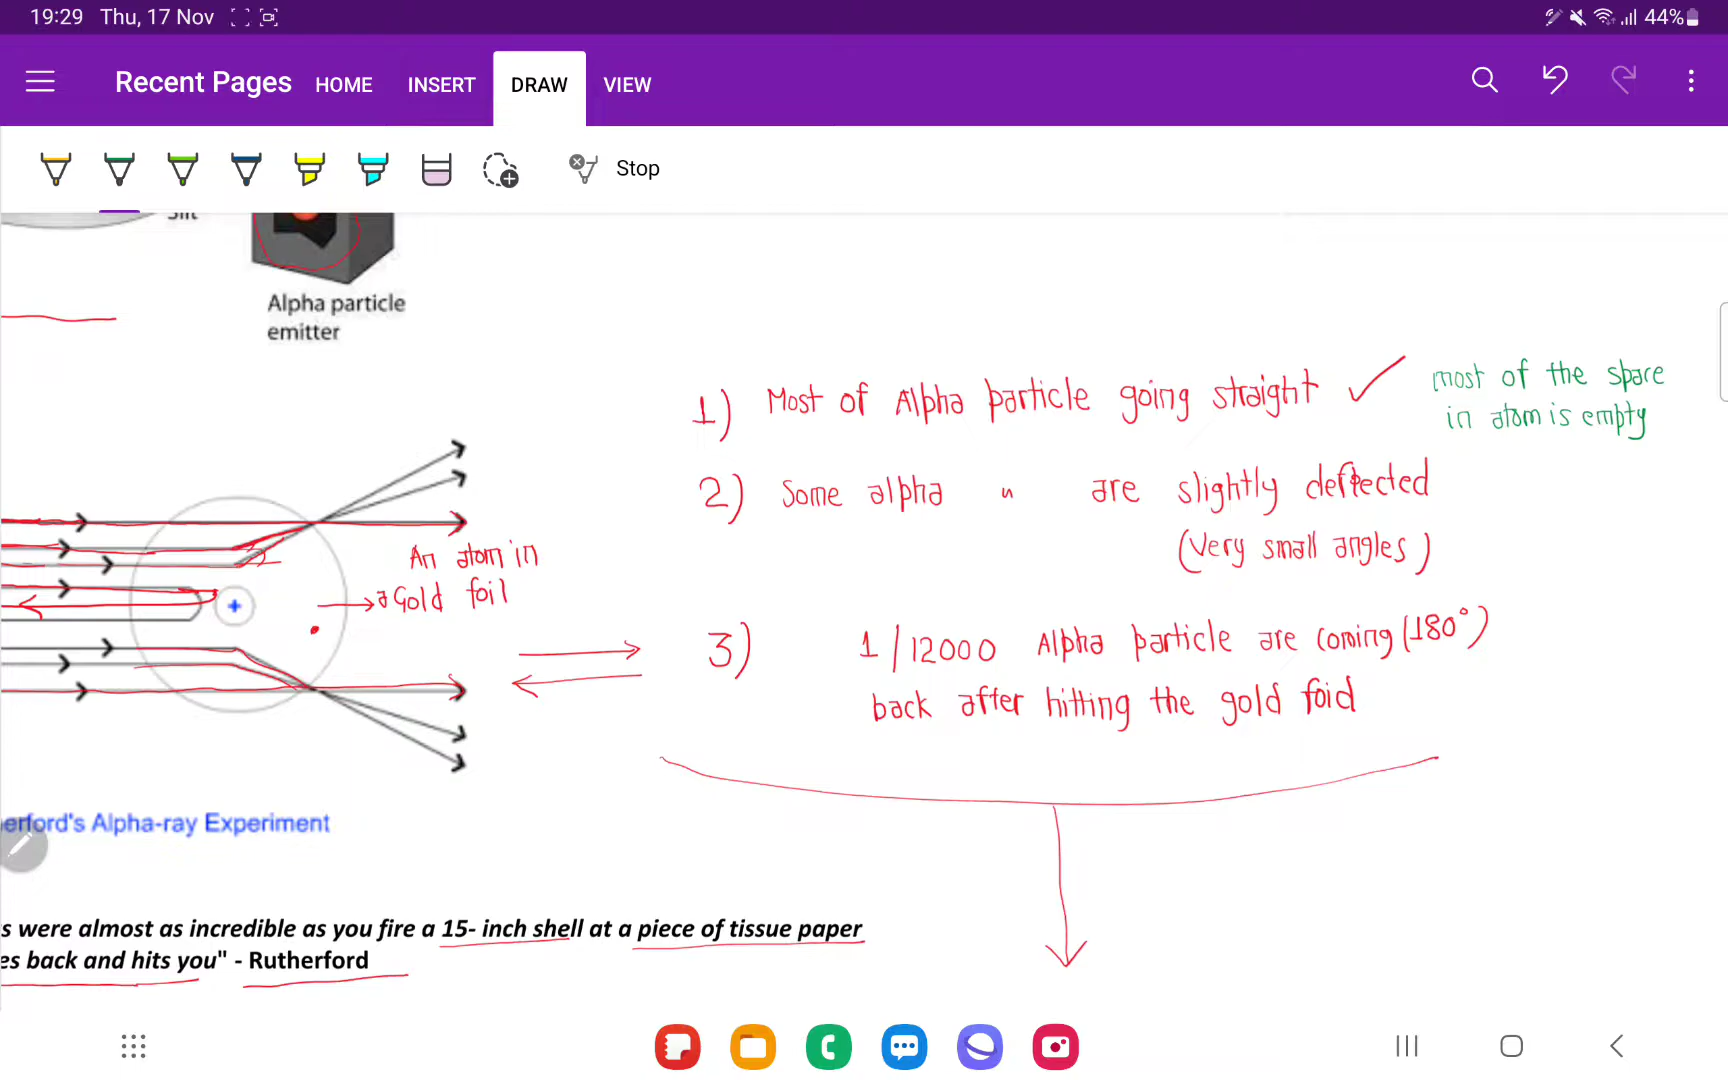 19:29 Thu, 17 Nov 44%
Recent Pages HOME INSERT DRAW VIEW
Stop
Slit
Alpha particle
emitter
1) Most of Alpha particle going straight ✓
most of the space
in atom is empty
2) Some alpha " are slightly deflected
(very small angles)
An atom in
a Gold foil
+
3) 1/12000 Alpha particle are coming (180°)
back after hitting the gold foid
erford's Alpha-ray Experiment
s were almost as incredible as you fire a 15- inch shell at a piece of tissue paper
es back and hits you" - Rutherford